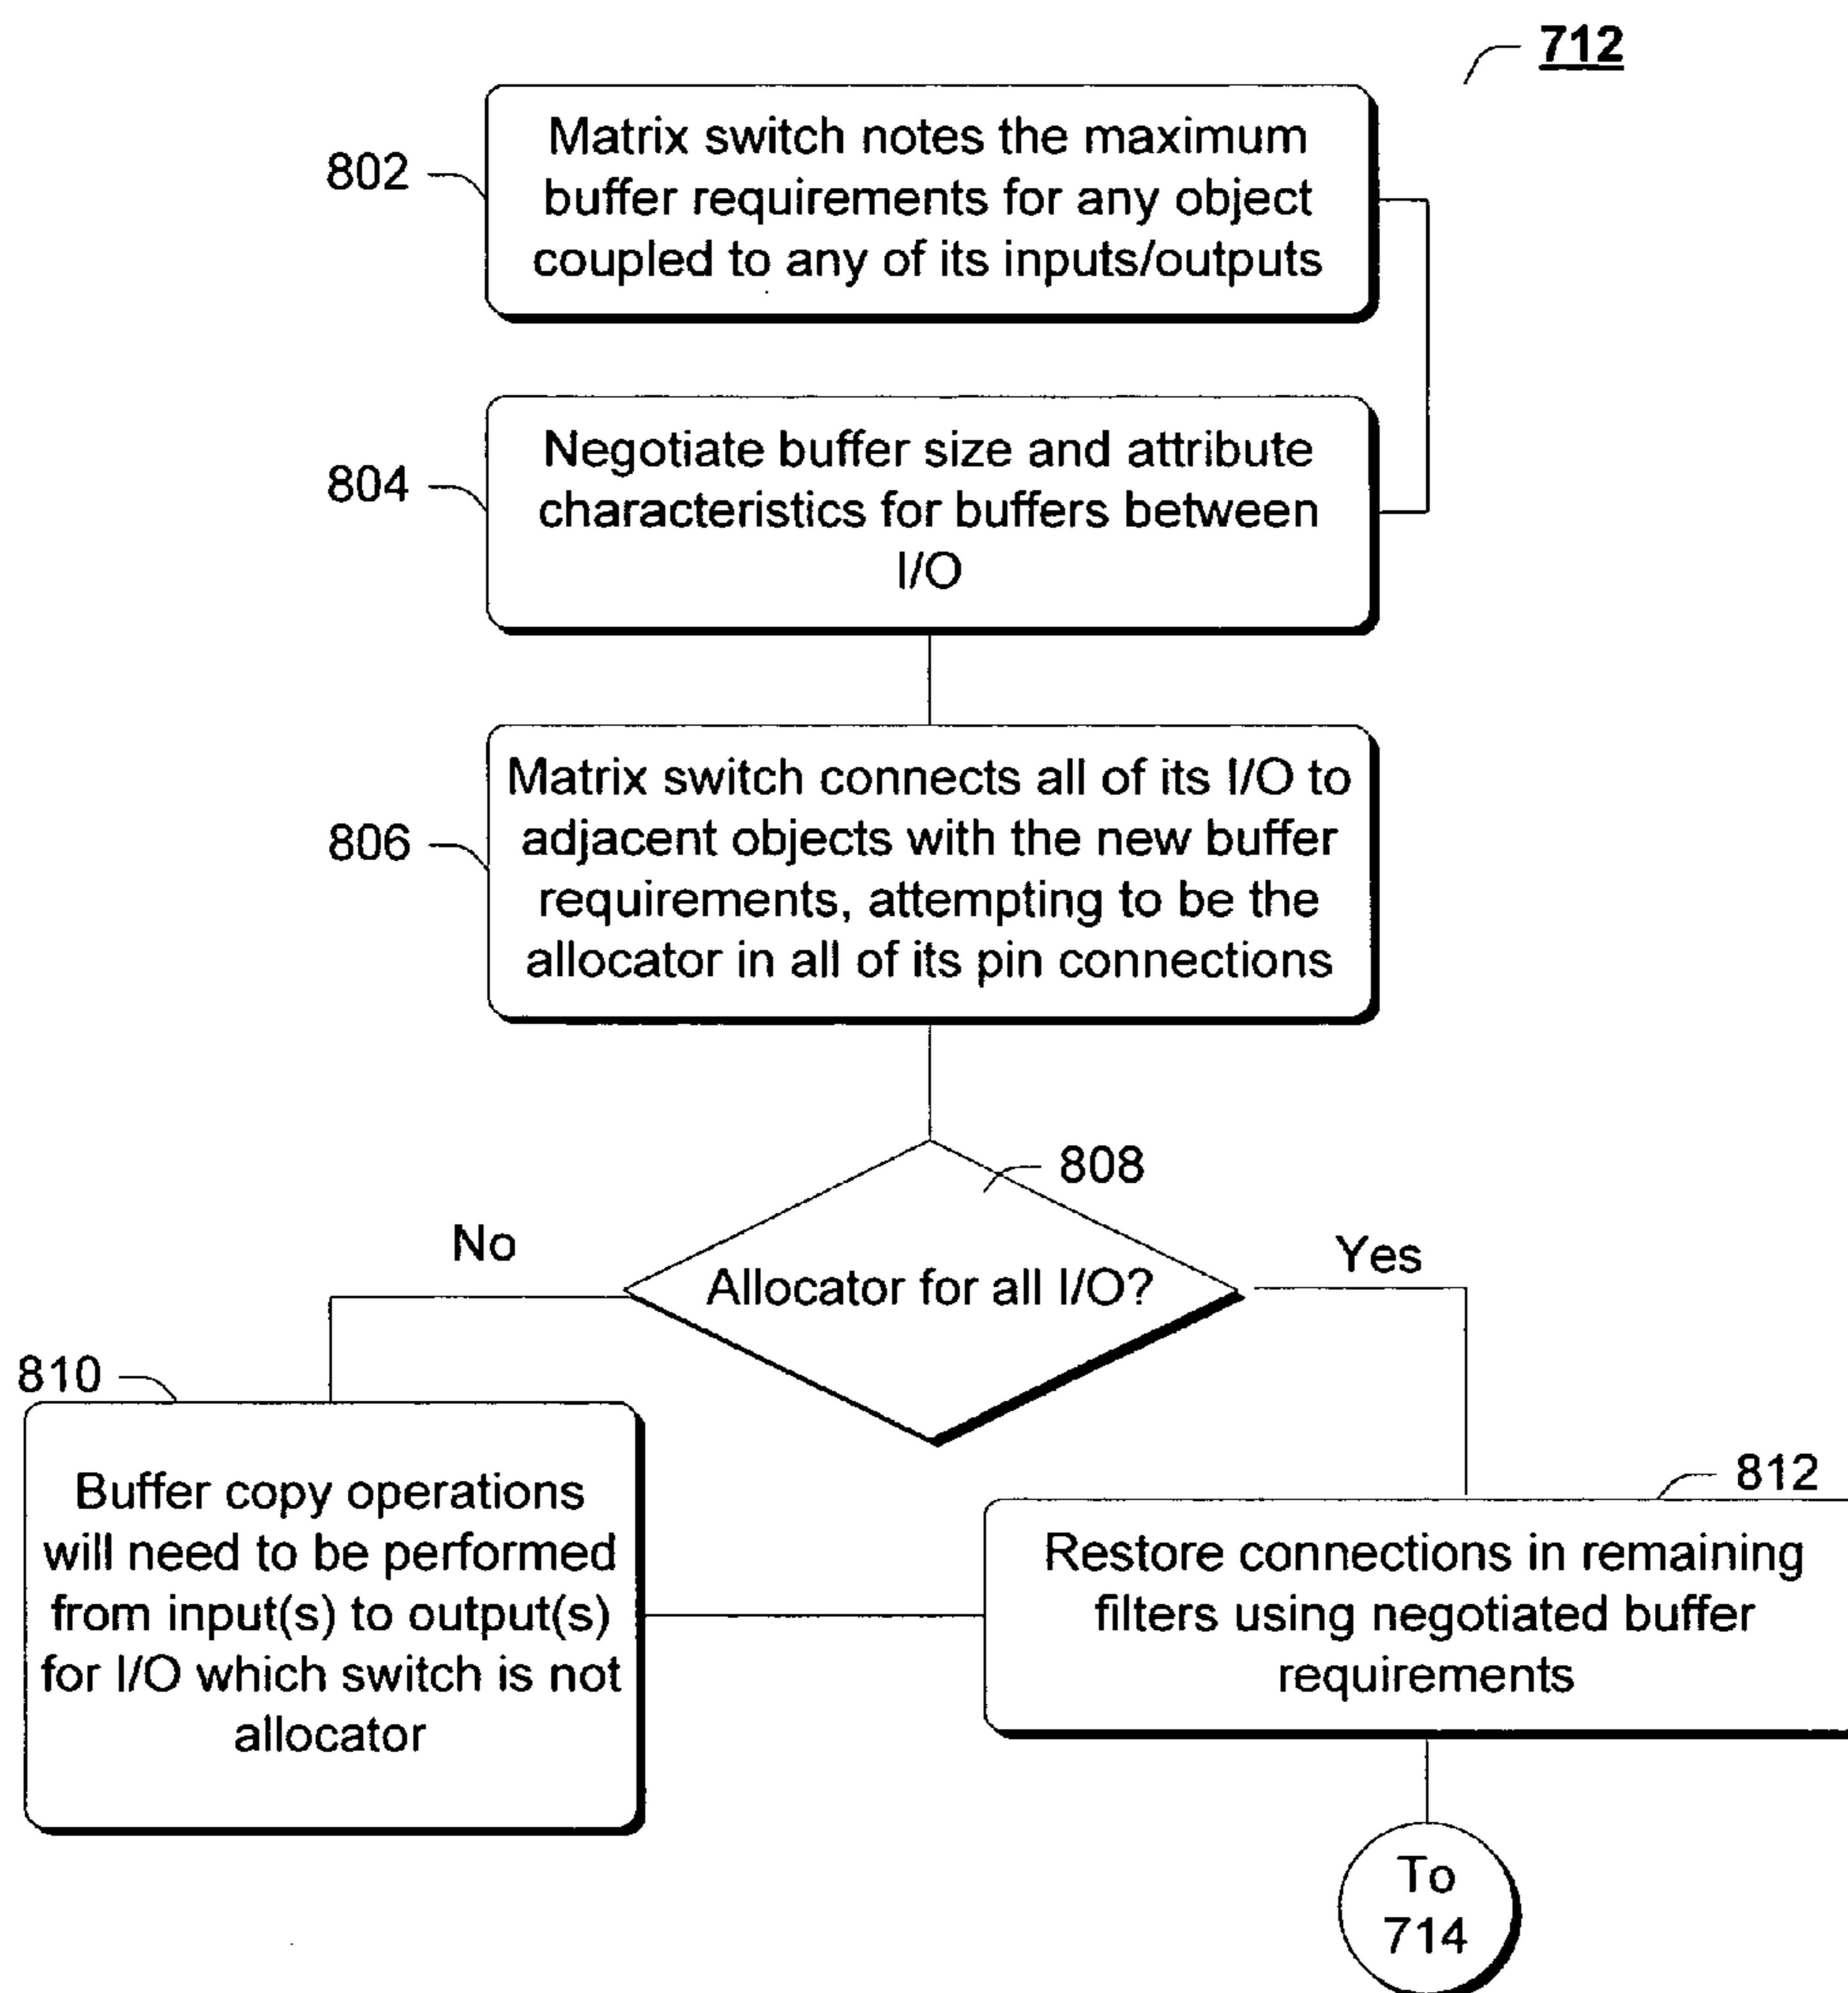 712
802
Matrix switch notes the maximum
buffer requirements for any object
coupled to any of its inputs/outputs
804
Negotiate buffer size and attribute
characteristics for buffers between
I/O
806
Matrix switch connects all of its I/O to
adjacent objects with the new buffer
requirements, attempting to be the
allocator in all of its pin connections
808
No
Yes
Allocator for all I/O?
810
Buffer copy operations
will need to be performed
from input(s) to output(s)
for I/O which switch is not
allocator
812
Restore connections in remaining
filters using negotiated buffer
requirements
To
714